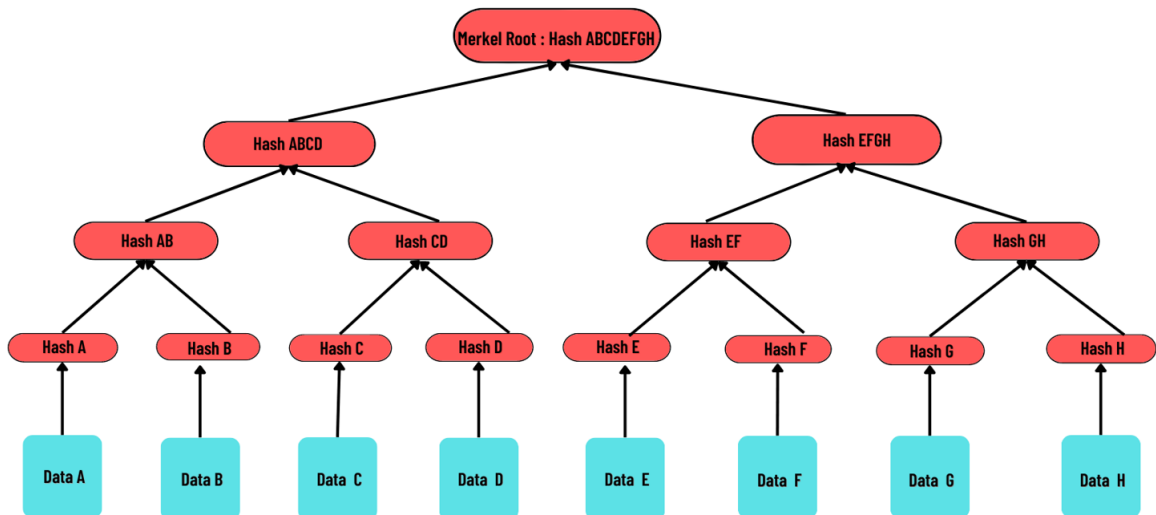 Merkel Root : Hash ABCDEFGH
Hash ABCD
Hash EFGH
Hash AB
Hash CD
Hash EF
Hash GH
Hash A
Hash B
Hash C
Hash D
Hash E
Hash F
Hash G
Hash H
Data A
Data B
Data C
Data D
Data E
Data F
Data G
Data H